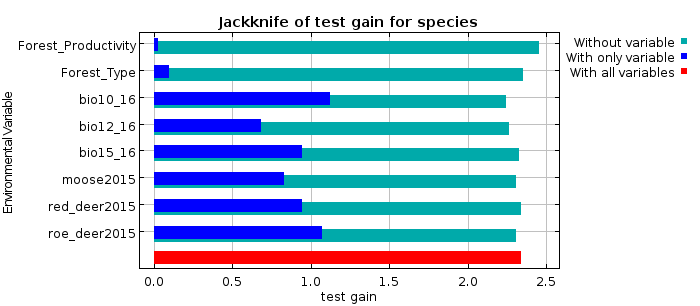 Jackknife of test gain for species
Environmental Variable
Forest_Productivity
Forest_Type
bio10_16
bio12_16
bio15_16
moose2015
red_deer2015
roe_deer2015
0.0 0.5 1.0 1.5 2.0 2.5
test gain
Without variable
With only variable
With all variables